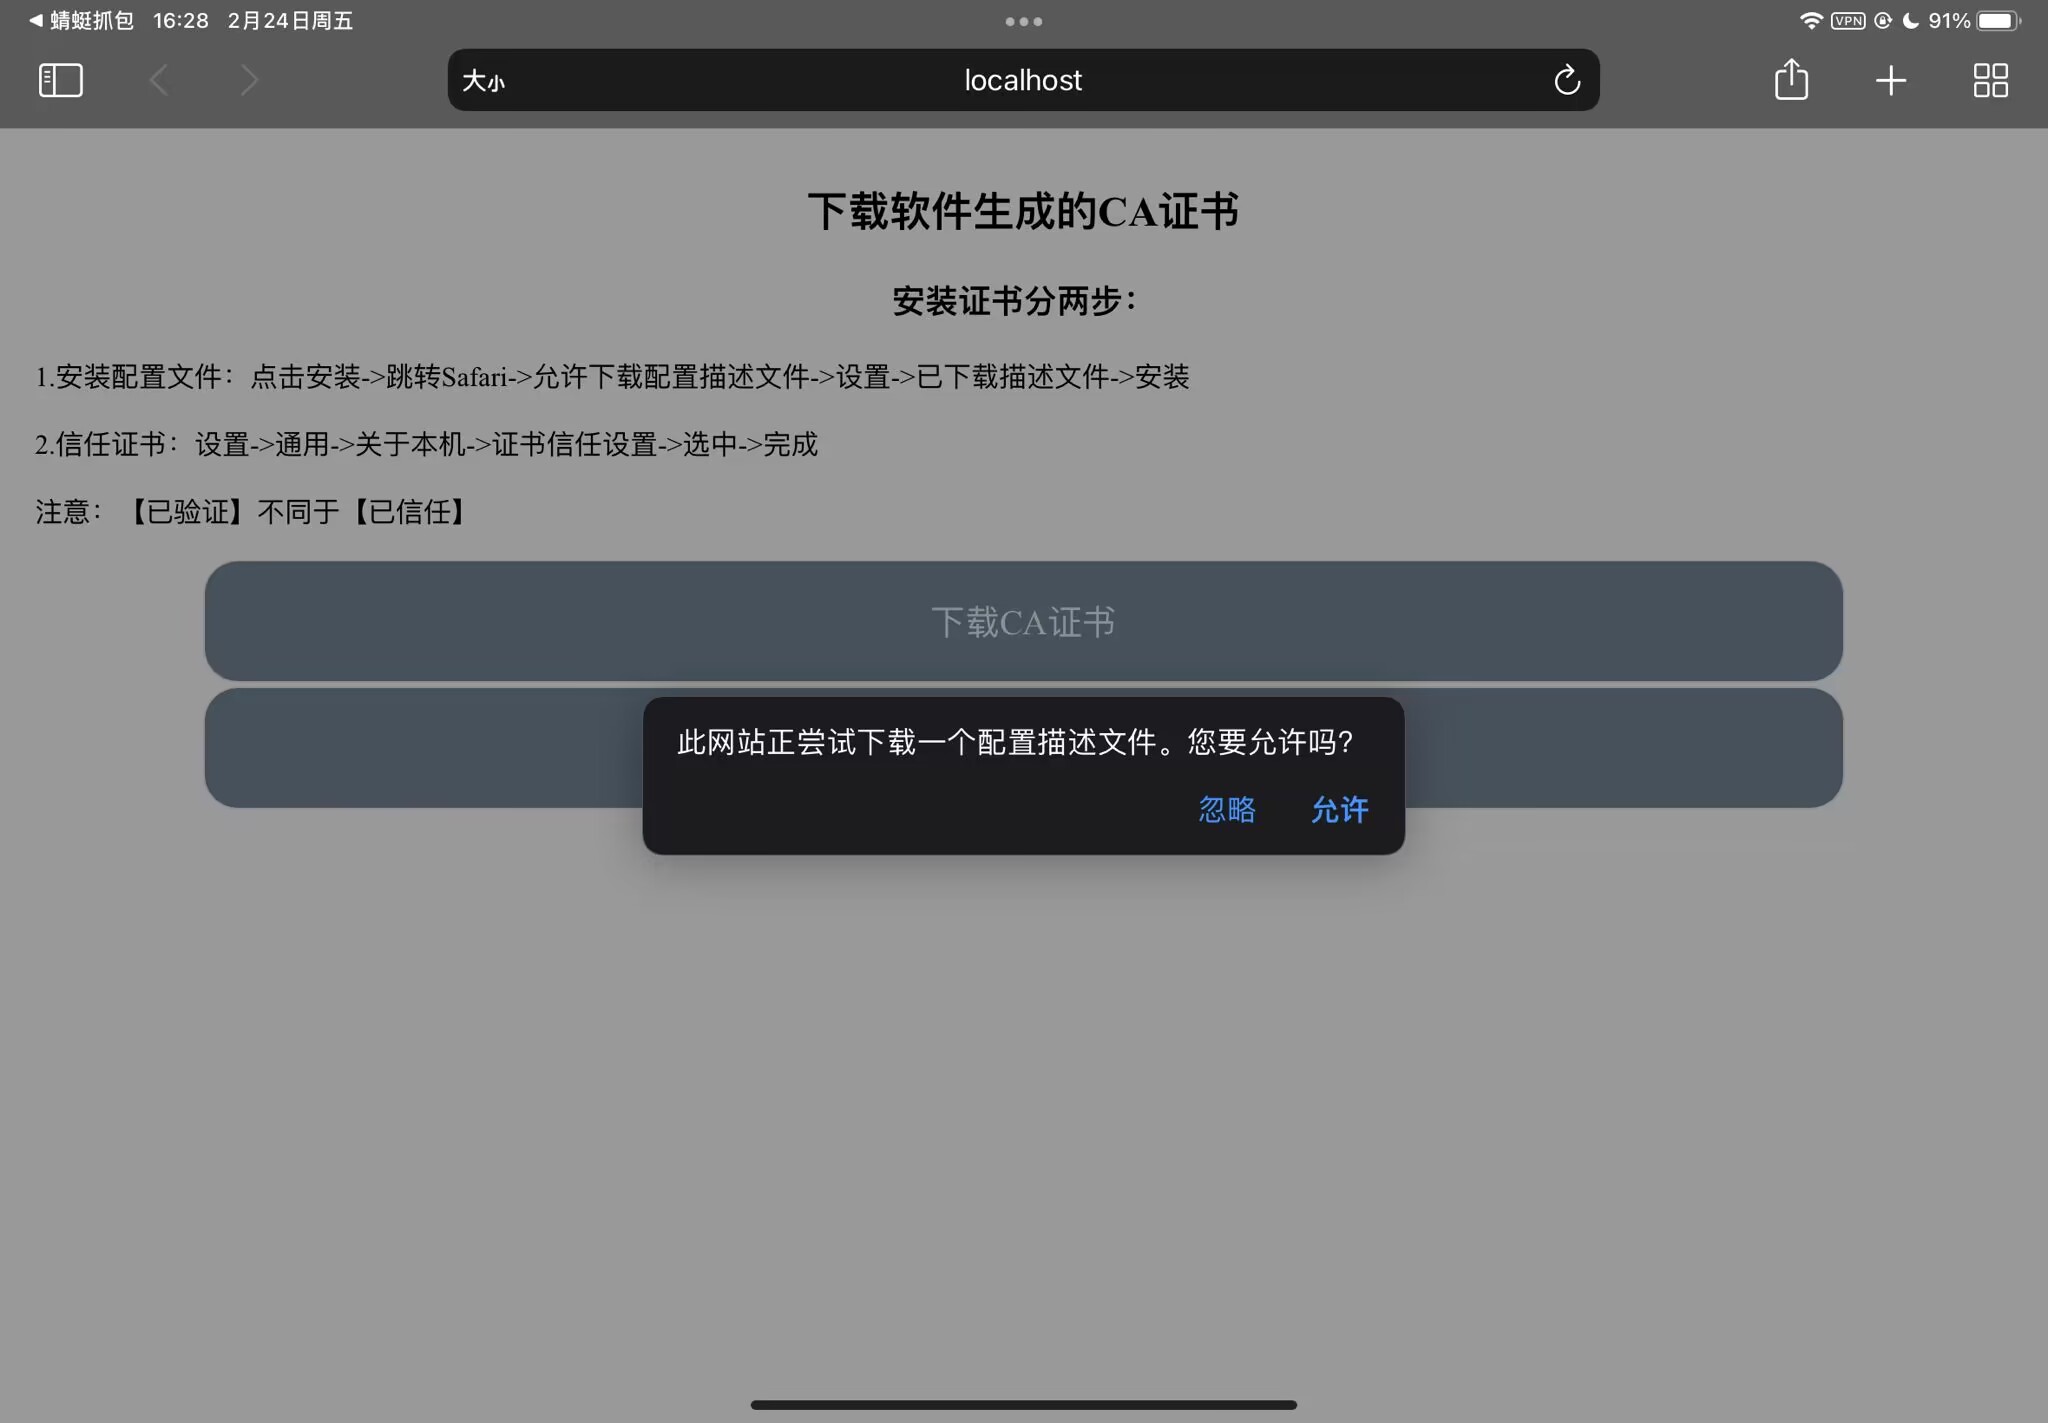 蜻蜓抓包 16:28 2月24日周五
VPN 91%
大小 localhost
下载软件生成的CA证书
安装证书分两步：
1.安装配置文件：点击安装->跳转Safari->允许下载配置描述文件->设置->已下载描述文件->安装
2.信任证书：设置->通用->关于本机->证书信任设置->选中->完成
注意：【已验证】不同于【已信任】
下载CA证书
此网站正尝试下载一个配置描述文件。您要允许吗？
忽略 允许